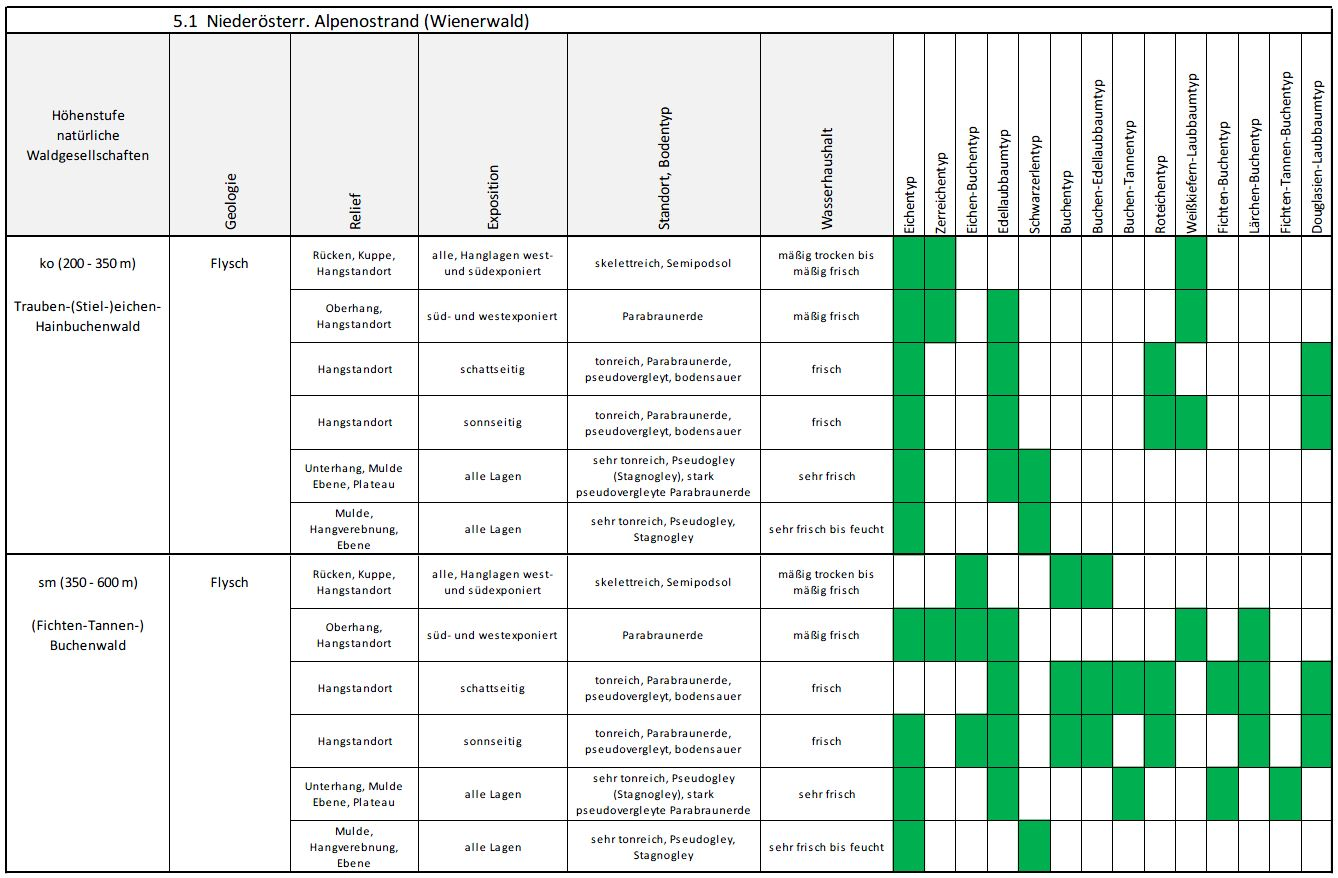 5.1 Niederösterr. Alpenostrand (Wienerwald)
Höhenstufe
natürliche
Waldgesellschaften
Geologie
Relief
Exposition
Standort, Bodentyp
Wasserhaushalt
Eichentyp
Zerreichentyp
Eichen-Buchentyp
Edellaubbaumtyp
Schwarzerlentyp
Buchentyp
Buchen-Edellaubbaumtyp
Buchen-Tannentyp
Roteichentyp
Weißkiefern-Laubbaumtyp
Fichten-Buchentyp
Lärchen-Buchentyp
Fichten-Tannen-Buchentyp
Douglasien-Laubbaumtyp
ko (200 - 350 m)
Trauben-(Stiel-)eichen-
Hainbuchenwald
Flysch
Rücken, Kuppe,
Hangstandort
alle, Hanglagen west-
und südexponiert
skelettreich, Semipodsol
mäßig trocken bis
mäßig frisch
Oberhang,
Hangstandort
süd- und westexponiert
Parabraunerde
mäßig frisch
Hangstandort
schattseitig
tonreich, Parabraunerde,
pseudovergleyt, bodensauer
frisch
Hangstandort
sonnseitig
tonreich, Parabraunerde,
pseudovergleyt, bodensauer
frisch
Unterhang, Mulde
Ebene, Plateau
alle Lagen
sehr tonreich, Pseudogley
(Stagnogley), stark
pseudovergleyte Parabraunerde
sehr frisch
Mulde,
Hangverebnung,
Ebene
alle Lagen
sehr tonreich, Pseudogley,
Stagnogley
sehr frisch bis feucht
sm (350 - 600 m)
(Fichten-Tannen-)
Buchenwald
Flysch
Rücken, Kuppe,
Hangstandort
alle, Hanglagen west-
und südexponiert
skelettreich, Semipodsol
mäßig trocken bis
mäßig frisch
Oberhang,
Hangstandort
süd- und westexponiert
Parabraunerde
mäßig frisch
Hangstandort
schattseitig
tonreich, Parabraunerde,
pseudovergleyt, bodensauer
frisch
Hangstandort
sonnseitig
tonreich, Parabraunerde,
pseudovergleyt, bodensauer
frisch
Unterhang, Mulde
Ebene, Plateau
alle Lagen
sehr tonreich, Pseudogley
(Stagnogley), stark
pseudovergleyte Parabraunerde
sehr frisch
Mulde,
Hangverebnung,
Ebene
alle Lagen
sehr tonreich, Pseudogley,
Stagnogley
sehr frisch bis feucht